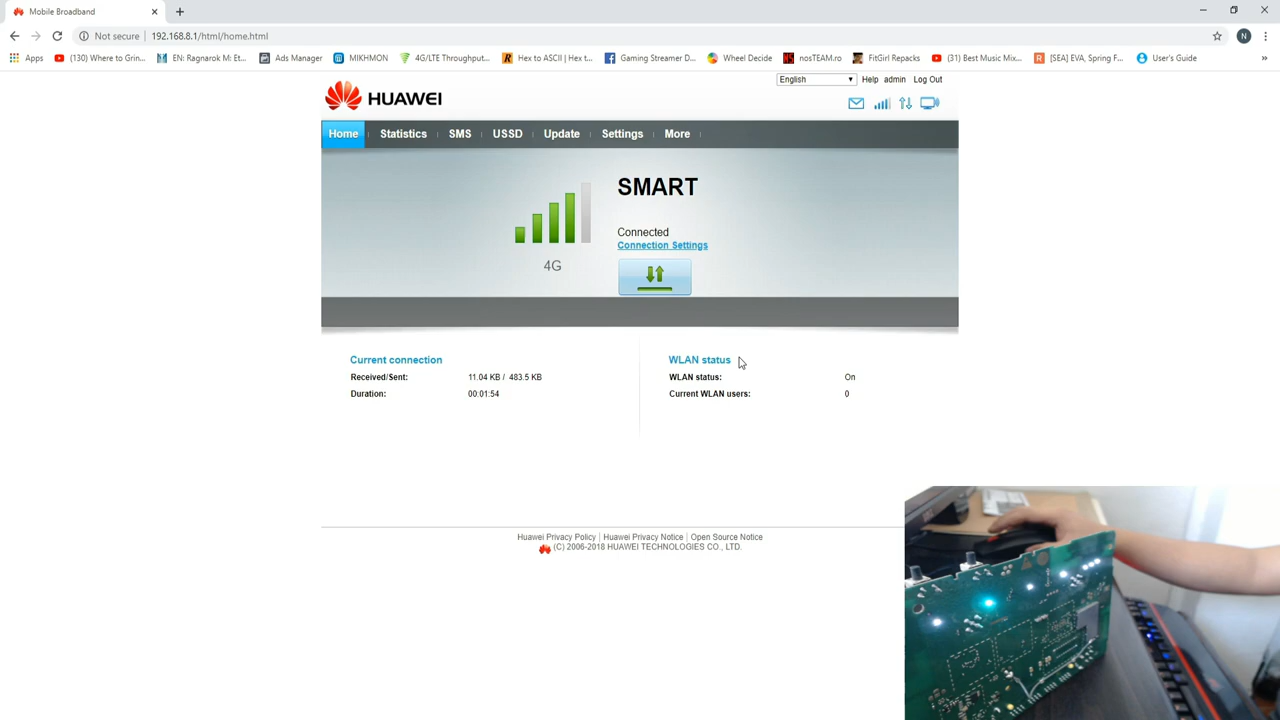 Mobile Broadband
Not secure 192.168.8.1/html/home.html
N
Apps (130) Where to Grin... EN: Ragnarok M: Et... Ads Manager MIKHMON 4G/LTE Throughput... Hex to ASCII | Hex t... Gaming Streamer D... Wheel Decide nosTEAM.ro FitGirl Repacks (31) Best Music Mix... [SEA] EVA, Spring F... User's Guide »
English Help admin Log Out
HUAWEI
Home Statistics SMS USSD Update Settings More
SMART
Connected
Connection Settings
4G
Current connection
Received/Sent: 11.04 KB / 483.5 KB
Duration: 00:01:54
WLAN status
WLAN status: On
Current WLAN users: 0
Huawei Privacy Policy | Huawei Privacy Notice | Open Source Notice
(C) 2006-2018 HUAWEI TECHNOLOGIES CO., LTD.